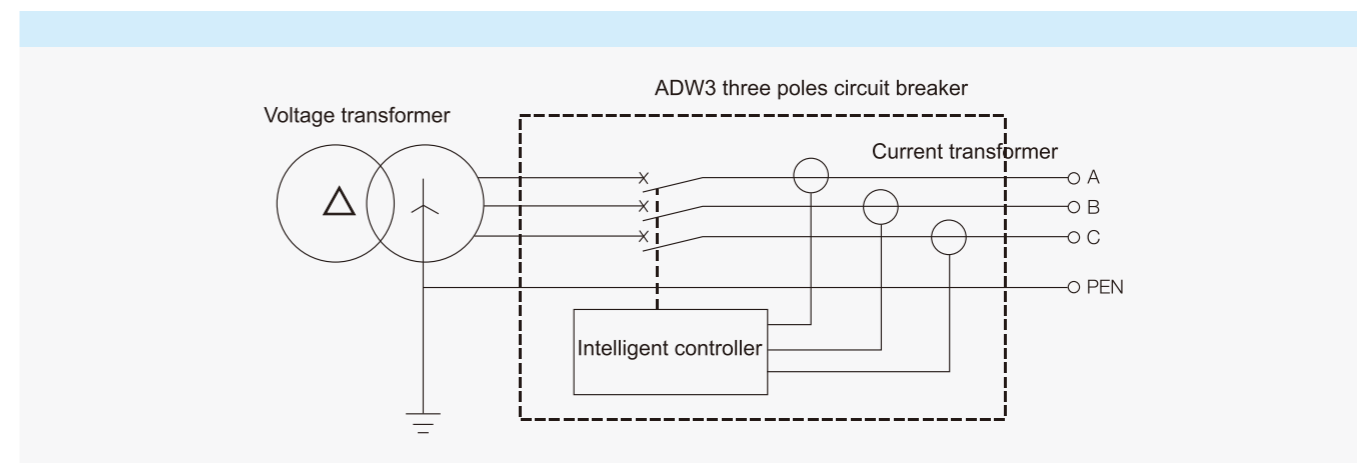 ADW3 three poles circuit breaker
Voltage transformer
Current transformer
A
B
C
PEN
Intelligent controller